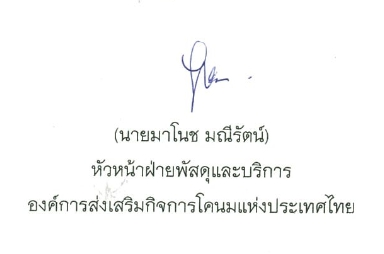 (นายมาโนช มณีรัตน์)
หัวหน้าฝ่ายพัสดุและบริการ
องค์การส่งเสริมกิจการโคนมแห่งประเทศไทย